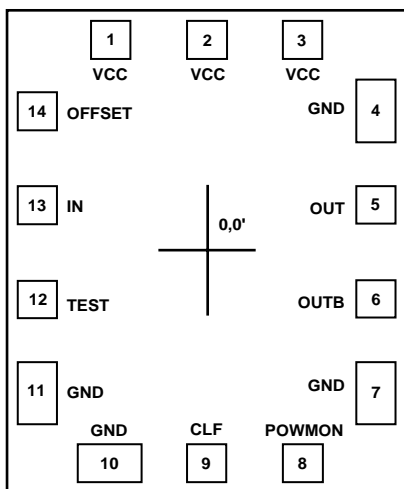 1 2 3
VCC VCC VCC
14 OFFSET GND 4
13 IN OUT 5
0,0'
12 TEST OUTB 6
11 GND GND 7
GND CLF POWMON
10 9 8